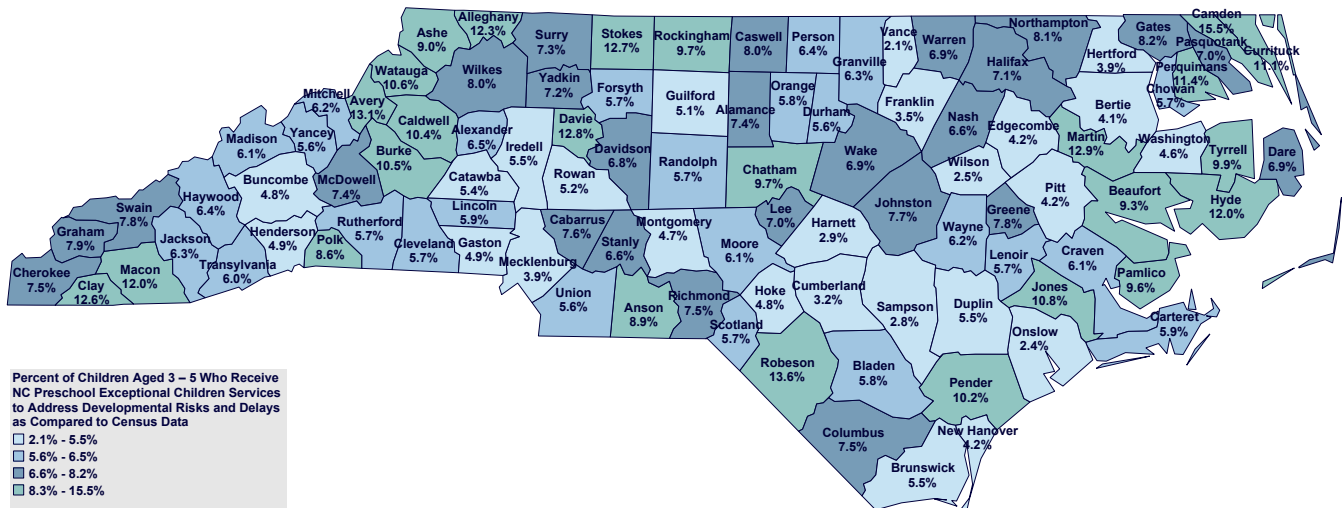 Alleghany
12.3%
Ashe
9.0%
Surry
7.3%
Stokes
12.7%
Rockingham
9.7%
Caswell
8.0%
Person
6.4%
Vance
2.1%
Warren
6.9%
Northampton
8.1%
Gates
8.2%
Camden
15.5%
Pasquotank
7.0%
Currituck
11.1%
Perquimans
11.4%
Chowan
5.7%
Hertford
3.9%
Halifax
7.1%
Granville
6.3%
Wilkes
8.0%
Yadkin
7.2%
Watauga
10.6%
Forsyth
5.7%
Guilford
5.1%
Alamance
7.4%
Orange
5.8%
Durham
5.6%
Franklin
3.5%
Bertie
4.1%
Mitchell
6.2%
Avery
13.1%
Caldwell
10.4%
Alexander
6.5%
Davie
12.8%
Nash
6.6%
Edgecombe
4.2%
Martin
12.9%
Washington
4.6%
Tyrrell
9.9%
Dare
6.9%
Madison
6.1%
Yancey
5.6%
Iredell
5.5%
Davidson
6.8%
Randolph
5.7%
Wake
6.9%
Wilson
2.5%
Burke
10.5%
Catawba
5.4%
Rowan
5.2%
Chatham
9.7%
Pitt
4.2%
Beaufort
9.3%
Hyde
12.0%
Buncombe
4.8%
McDowell
7.4%
Haywood
6.4%
Swain
7.8%
Graham
7.9%
Johnston
7.7%
Lee
7.0%
Greene
7.8%
Lincoln
5.9%
Rutherford
5.7%
Cabarrus
7.6%
Stanly
6.6%
Montgomery
4.7%
Harnett
2.9%
Wayne
6.2%
Jackson
6.3%
Henderson
4.9%
Polk
8.6%
Cleveland
5.7%
Gaston
4.9%
Mecklenburg
3.9%
Moore
6.1%
Lenoir
5.7%
Craven
6.1%
Pamlico
9.6%
Cherokee
7.5%
Clay
12.6%
Macon
12.0%
Transylvania
6.0%
Union
5.6%
Anson
8.9%
Richmond
7.5%
Scotland
5.7%
Hoke
4.8%
Cumberland
3.2%
Sampson
2.8%
Duplin
5.5%
Jones
10.8%
Onslow
2.4%
Carteret
5.9%
Robeson
13.6%
Bladen
5.8%
Pender
10.2%
Columbus
7.5%
New Hanover
4.2%
Brunswick
5.5%
Percent of Children Aged 3 – 5 Who Receive
NC Preschool Exceptional Children Services
to Address Developmental Risks and Delays
as Compared to Census Data
2.1% - 5.5%
5.6% - 6.5%
6.6% - 8.2%
8.3% - 15.5%